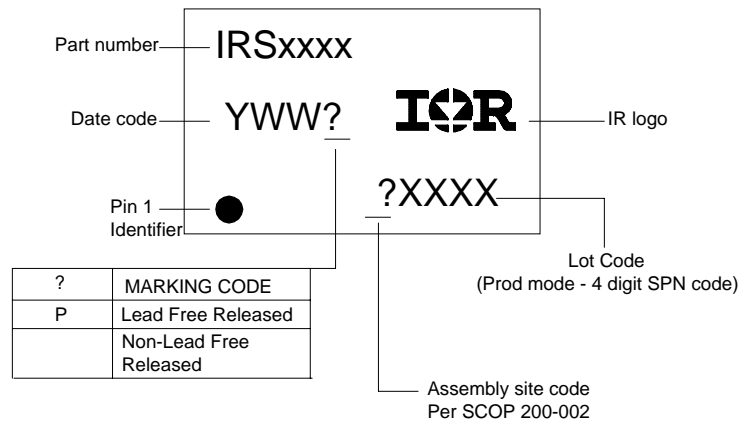 Part number
IRSxxxx
Date code
YWW?
IOR
IR logo
?XXXX
Pin 1
Identifier
Lot Code
(Prod mode - 4 digit SPN code)
? MARKING CODE
P Lead Free Released
Non-Lead Free
Released
Assembly site code
Per SCOP 200-002